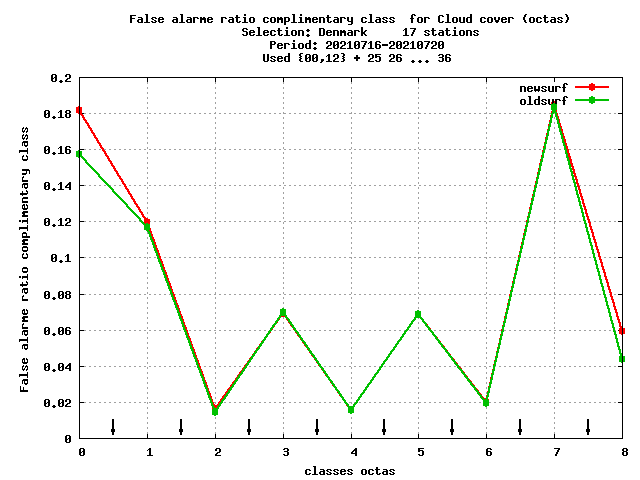 False alarme ratio complimentary class  for Cloud cover (octas)
Selection: Denmark     17 stations
Period: 20210716-20210720
Used {00,12} + 25 26 ... 36
newsurf
oldsurf
False alarme ratio complimentary class
0.2
0.18
0.16
0.14
0.12
0.1
0.08
0.06
0.04
0.02
0
0 1 2 3 4 5 6 7 8
classes octas